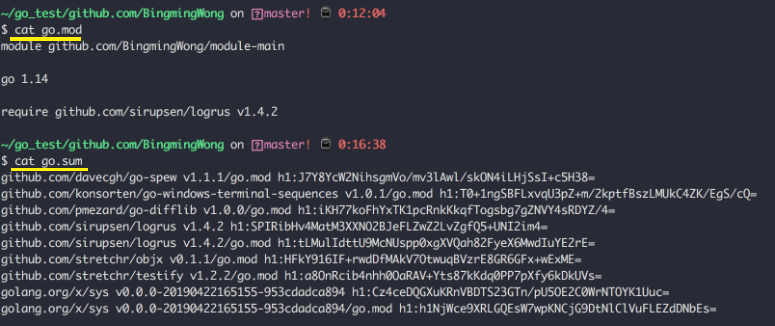 ~/go_test/github.com/BingmingWong on master! 0:12:04
$ cat go.mod
module github.com/BingmingWong/module-main
go 1.14
require github.com/sirupsen/logrus v1.4.2
~/go_test/github.com/BingmingWong on master! 0:16:38
$ cat go.sum
github.com/davecgh/go-spew v1.1.1/go.mod h1:J7Y8YcW2NihsgmVo/mv3lAwl/skON4iLHjSsI+c5H38=
github.com/konsorten/go-windows-terminal-sequences v1.0.1/go.mod h1:T0+1ngSBFLxvqU3pZ+m/2kptfBszLMUkC4ZK/EgS/cQ=
github.com/pmezard/go-difflib v1.0.0/go.mod h1:iKH77koFhYxTK1pcRnkKkqfTogsbg7gZNVY4sRDYZ/4=
github.com/sirupsen/logrus v1.4.2 h1:SPIRibHv4MatM3XXNO2BJeFLZwZ2LvZgfQ5+UNI2im4=
github.com/sirupsen/logrus v1.4.2/go.mod h1:tLMulIdttU9McNUspp0xgXVQah82FyeX6MwdIuYE2rE=
github.com/stretchr/objx v0.1.1/go.mod h1:HFkY916IF+rwdDfMAkV7OtwuqBVzrE8GR6GFx+wExME=
github.com/stretchr/testify v1.2.2/go.mod h1:a8OnRcib4nhh0OaRAV+Yts87kKdq0PP7pXfy6kDkUVs=
golang.org/x/sys v0.0.0-20190422165155-953cdadca894 h1:Cz4ceDQGXuKRnVBDTS23GTn/pU5OE2C0WrNTOYK1Uuc=
golang.org/x/sys v0.0.0-20190422165155-953cdadca894/go.mod h1:h1NjWce9XRLGQEsW7wpKNCjG9DtNlClVuFLEZdDNbEs=